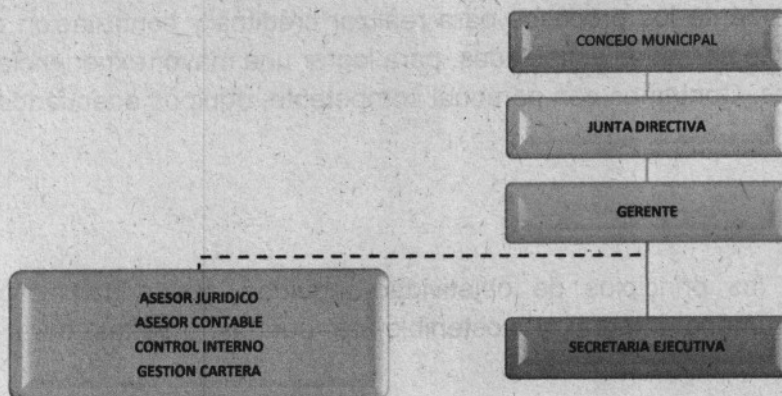 CONCEJO MUNICIPAL
JUNTA DIRECTIVA
GERENTE
ASESOR JURIDICO
ASESOR CONTABLE
CONTROL INTERNO
GESTION CARTERA
SECRETARIA EJECUTIVA